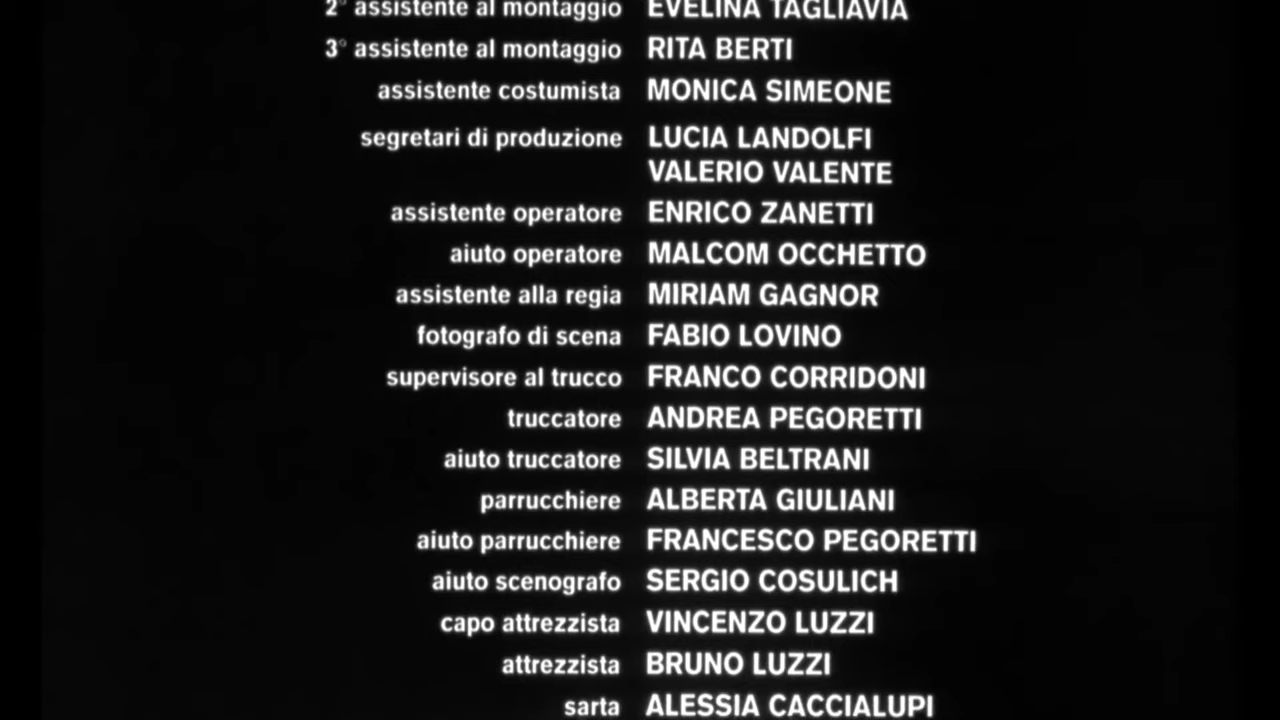 2° assistente al montaggio EVELINA TAGLIAVIA
3° assistente al montaggio RITA BERTI
assistente costumista MONICA SIMEONE
segretari di produzione LUCIA LANDOLFI
VALERIO VALENTE
assistente operatore ENRICO ZANETTI
aiuto operatore MALCOM OCCHETTO
assistente alla regia MIRIAM GAGNOR
fotografo di scena FABIO LOVINO
supervisore al trucco FRANCO CORRIDONI
truccatore ANDREA PEGORETTI
aiuto truccatore SILVIA BELTRANI
parrucchiere ALBERTA GIULIANI
aiuto parrucchiere FRANCESCO PEGORETTI
aiuto scenografo SERGIO COSULICH
capo attrezzista VINCENZO LUZZI
attrezzista BRUNO LUZZI
sarta ALESSIA CACCIALUPI